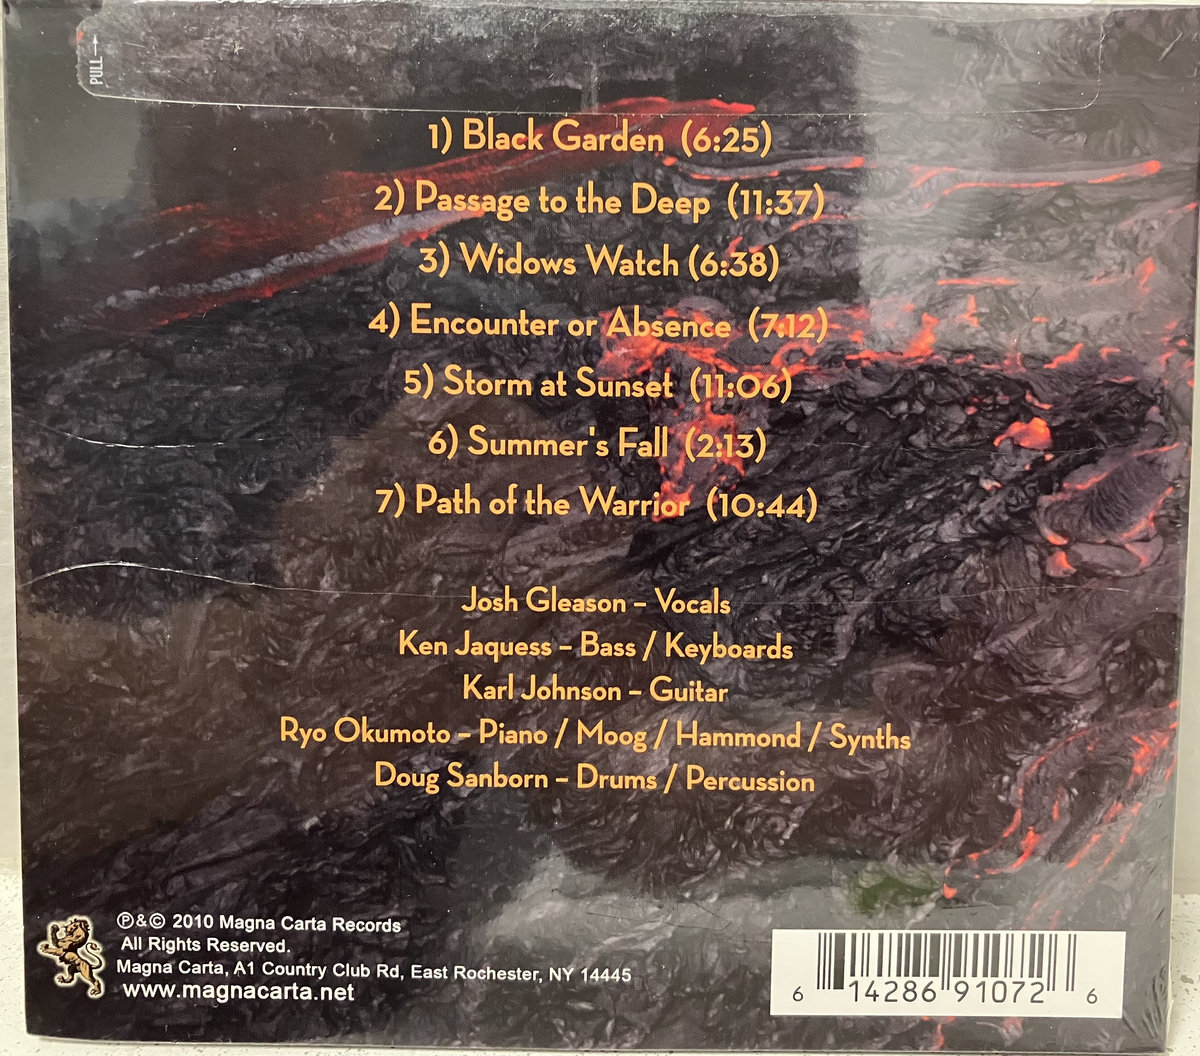 PULL →
1) Black Garden (6:25)
2) Passage to the Deep (11:37)
3) Widows Watch (6:38)
4) Encounter or Absence (7:12)
5) Storm at Sunset (11:06)
6) Summer's Fall (2:13)
7) Path of the Warrior (10:44)
Josh Gleason – Vocals
Ken Jaquess – Bass / Keyboards
Karl Johnson – Guitar
Ryo Okumoto – Piano / Moog / Hammond / Synths
Doug Sanborn – Drums / Percussion
℗&© 2010 Magna Carta Records
All Rights Reserved.
Magna Carta, A1 Country Club Rd, East Rochester, NY 14445
www.magnacarta.net
6 14286 91072 6